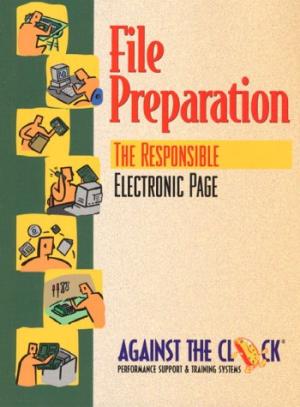 File
Preparation
THE RESPONSIBLE
ELECTRONIC PAGE
AGAINST THE CLOCK®
PERFORMANCE SUPPORT & TRAINING SYSTEMS